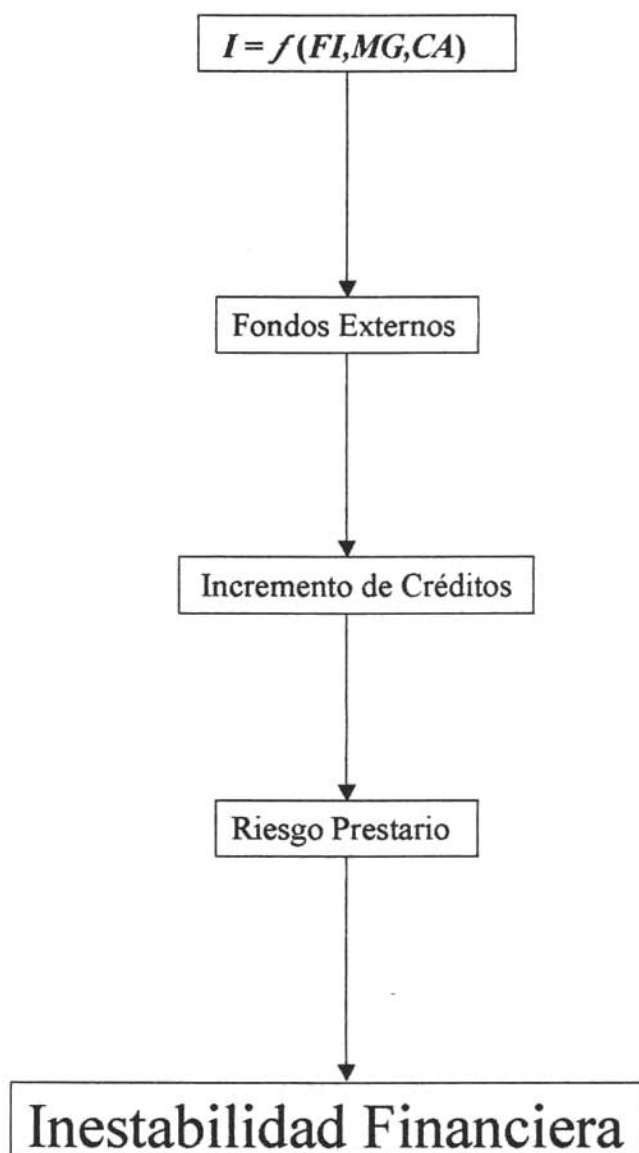 I = f (FI,MG,CA)
Fondos Externos
Incremento de Créditos
Riesgo Prestario
Inestabilidad Financiera